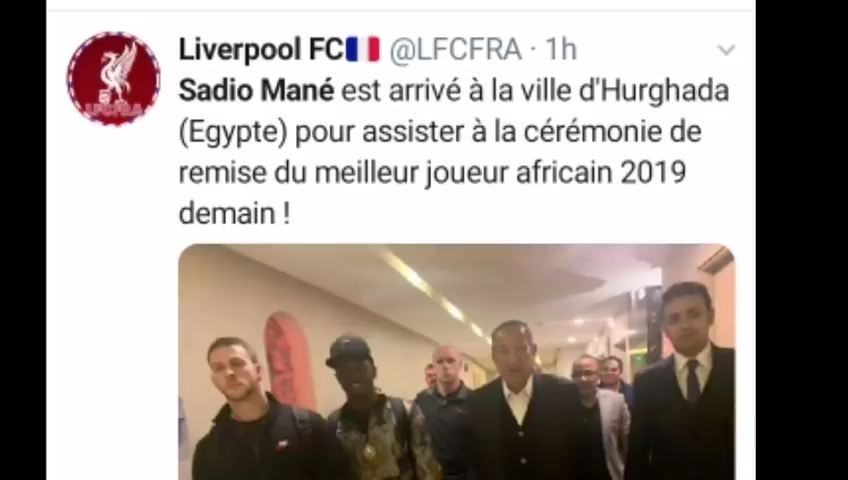 Liverpool FC🇫🇷 @LFCFRA · 1h
Sadio Mané est arrivé à la ville d'Hurghada
(Egypte) pour assister à la cérémonie de
remise du meilleur joueur africain 2019
demain !
LFCFRA